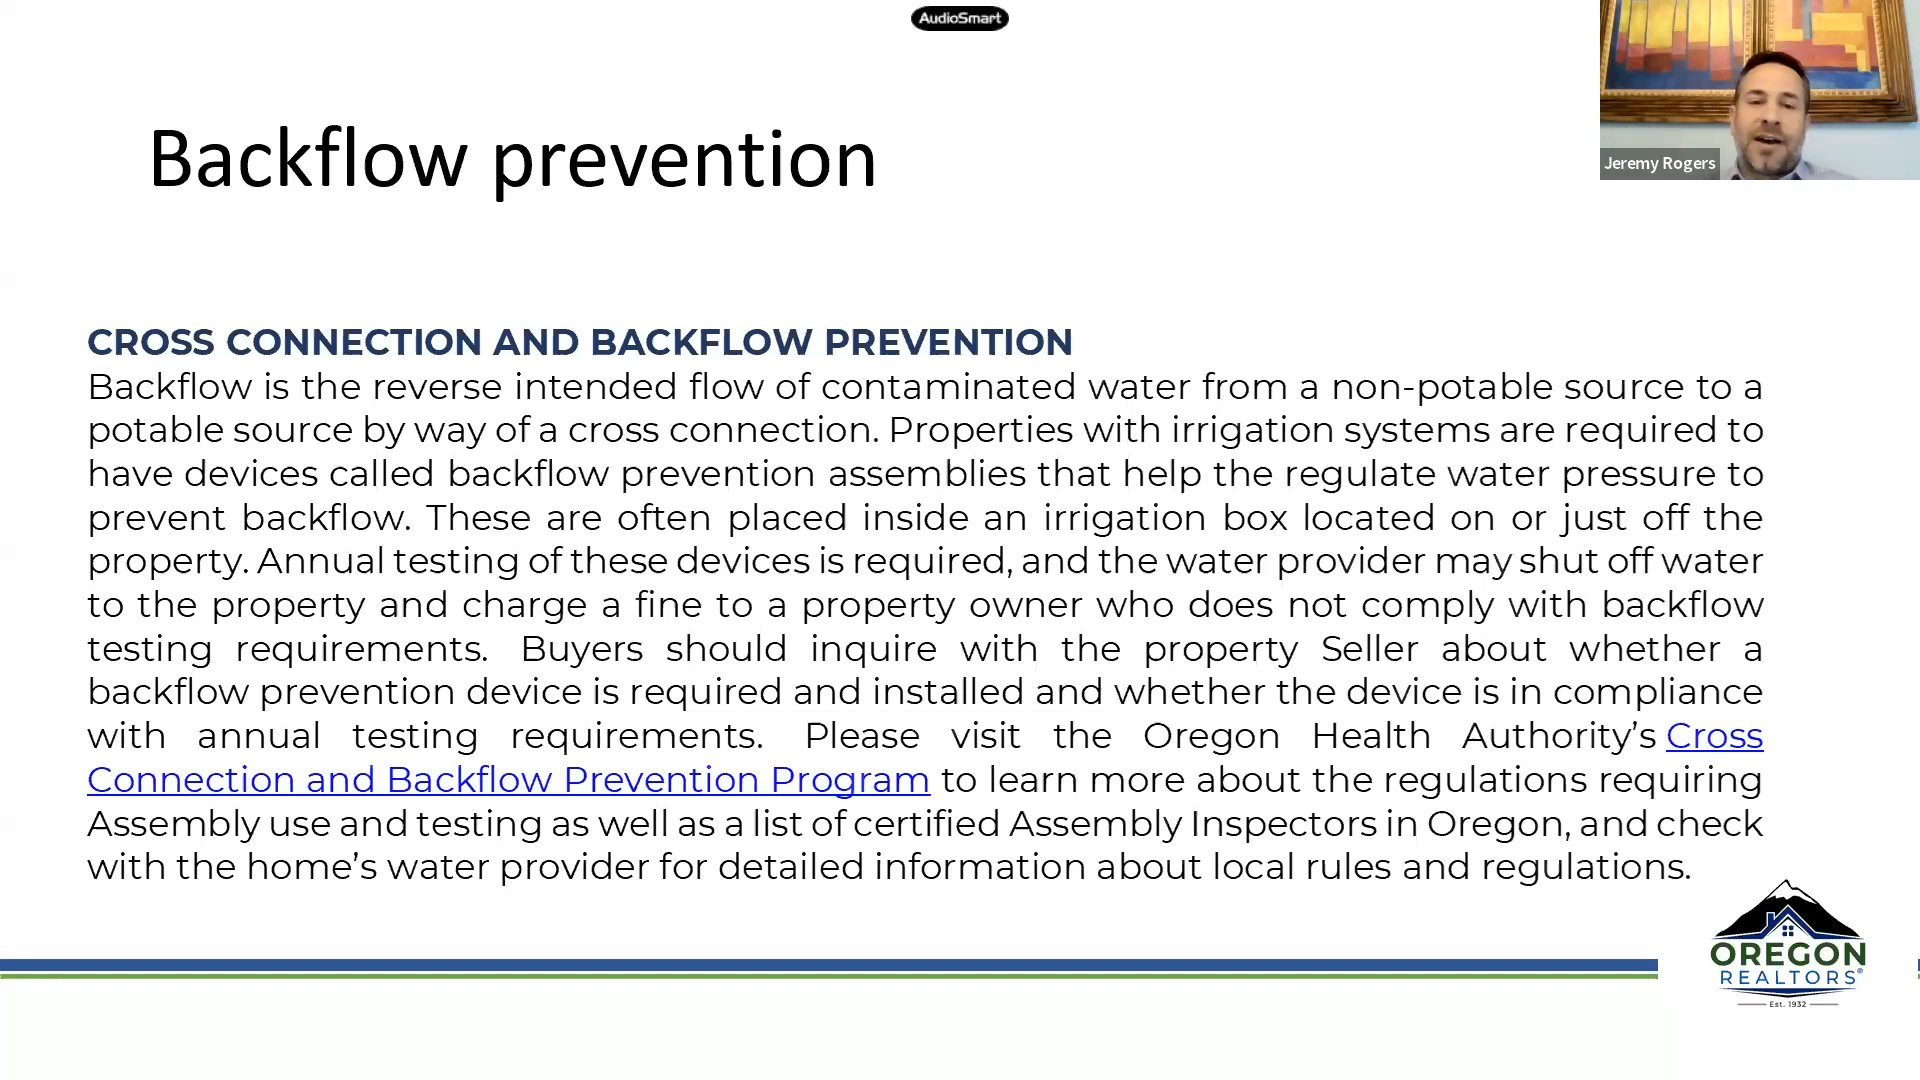 AudioSmart
Jeremy Rogers
Backflow prevention
CROSS CONNECTION AND BACKFLOW PREVENTION
Backflow is the reverse intended flow of contaminated water from a non-potable source to a
potable source by way of a cross connection. Properties with irrigation systems are required to
have devices called backflow prevention assemblies that help the regulate water pressure to
prevent backflow. These are often placed inside an irrigation box located on or just off the
property. Annual testing of these devices is required, and the water provider may shut off water
to the property and charge a fine to a property owner who does not comply with backflow
testing requirements. Buyers should inquire with the property Seller about whether a
backflow prevention device is required and installed and whether the device is in compliance
with annual testing requirements. Please visit the Oregon Health Authority’s Cross
Connection and Backflow Prevention Program to learn more about the regulations requiring
Assembly use and testing as well as a list of certified Assembly Inspectors in Oregon, and check
with the home’s water provider for detailed information about local rules and regulations.
OREGON
REALTORS®
Est. 1932